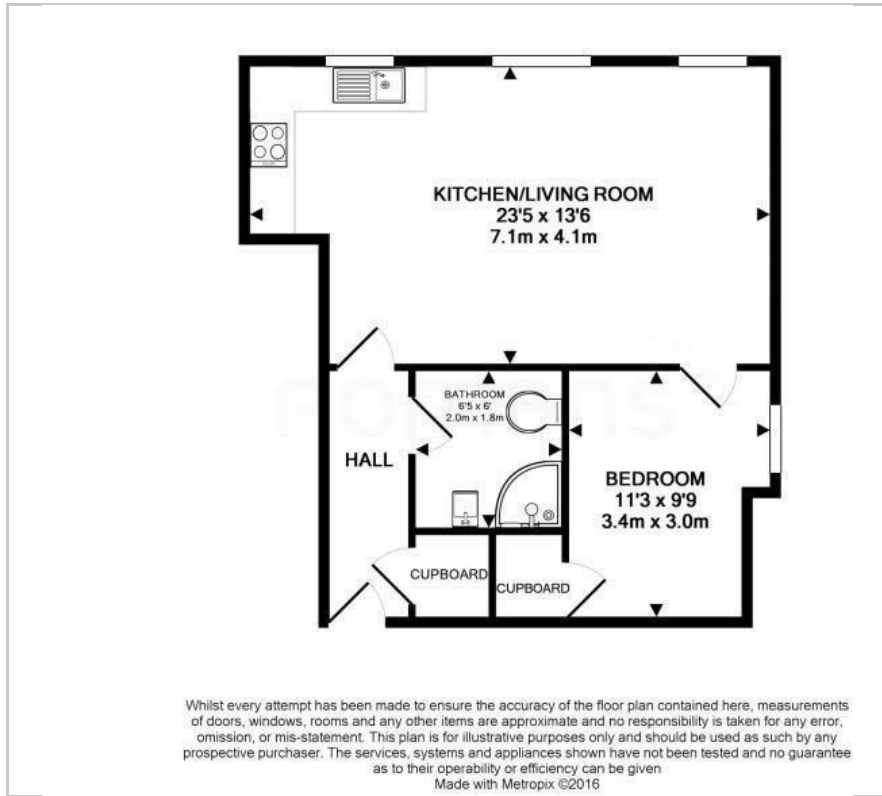 KITCHEN/LIVING ROOM
23'5 x 13'6
7.1m x 4.1m
BATHROOM
6'5 x 6'
2.0m x 1.8m
HALL
BEDROOM
11'3 x 9'9
3.4m x 3.0m
CUPBOARD
CUPBOARD
Whilst every attempt has been made to ensure the accuracy of the floor plan contained here, measurements
of doors, windows, rooms and any other items are approximate and no responsibility is taken for any error,
omission, or mis-statement. This plan is for illustrative purposes only and should be used as such by any
prospective purchaser. The services, systems and appliances shown have not been tested and no guarantee
as to their operability or efficiency can be given
Made with Metropix ©2016